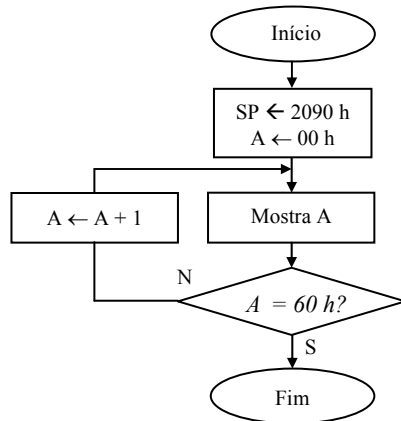 Início
SP ← 2090 h
A ← 00 h
A ← A + 1
Mostra A
N
A = 60 h?
S
Fim